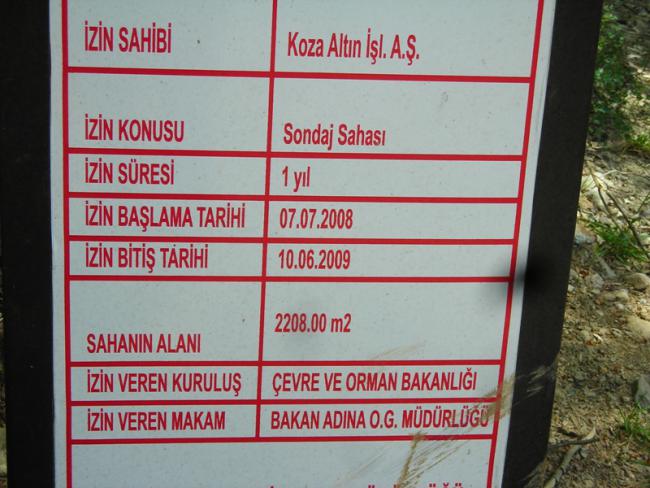 İZİN SAHİBİ Koza Altın İşl. A.Ş.
İZİN KONUSU Sondaj Sahası
İZİN SÜRESİ 1 yıl
İZİN BAŞLAMA TARİHİ 07.07.2008
İZİN BİTİŞ TARİHİ 10.06.2009
SAHANIN ALANI 2208.00 m2
İZİN VEREN KURULUŞ ÇEVRE VE ORMAN BAKANLIĞI
İZİN VEREN MAKAM BAKAN ADINA O.G. MÜDÜRLÜĞÜ